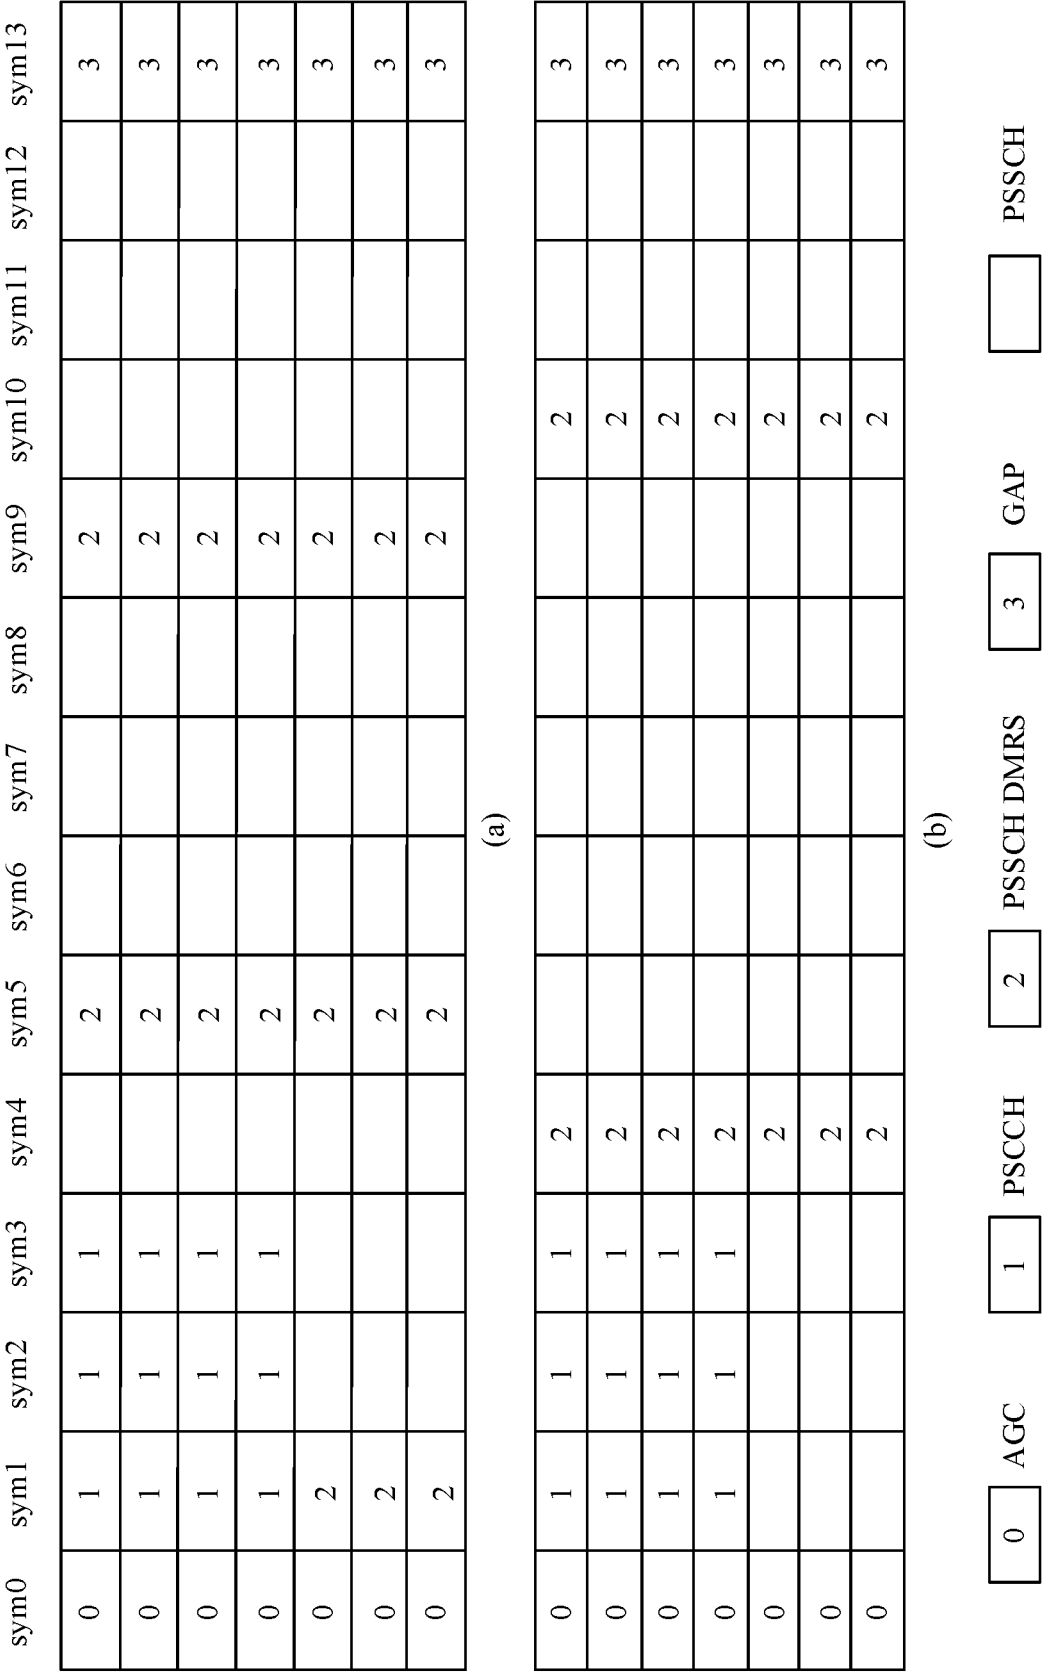 sym0 sym1 sym2 sym3 sym4 sym5 sym6 sym7 sym8 sym9 sym10 sym11 sym12 sym13
0 1 1 1 2 2 3
0 1 1 1 2 2 3
0 1 1 1 2 2 3
0 1 1 1 2 2 3
0 2 2 2 3
0 2 2 2 3
0 2 2 2 3
(a)
0 1 1 1 2 2 3
0 1 1 1 2 2 3
0 1 1 1 2 2 3
0 1 1 1 2 2 3
0 2 2 3
0 2 2 3
0 2 2 3
(b)
0 AGC 1 PSCCH 2 PSSCH DMRS 3 GAP PSSCH